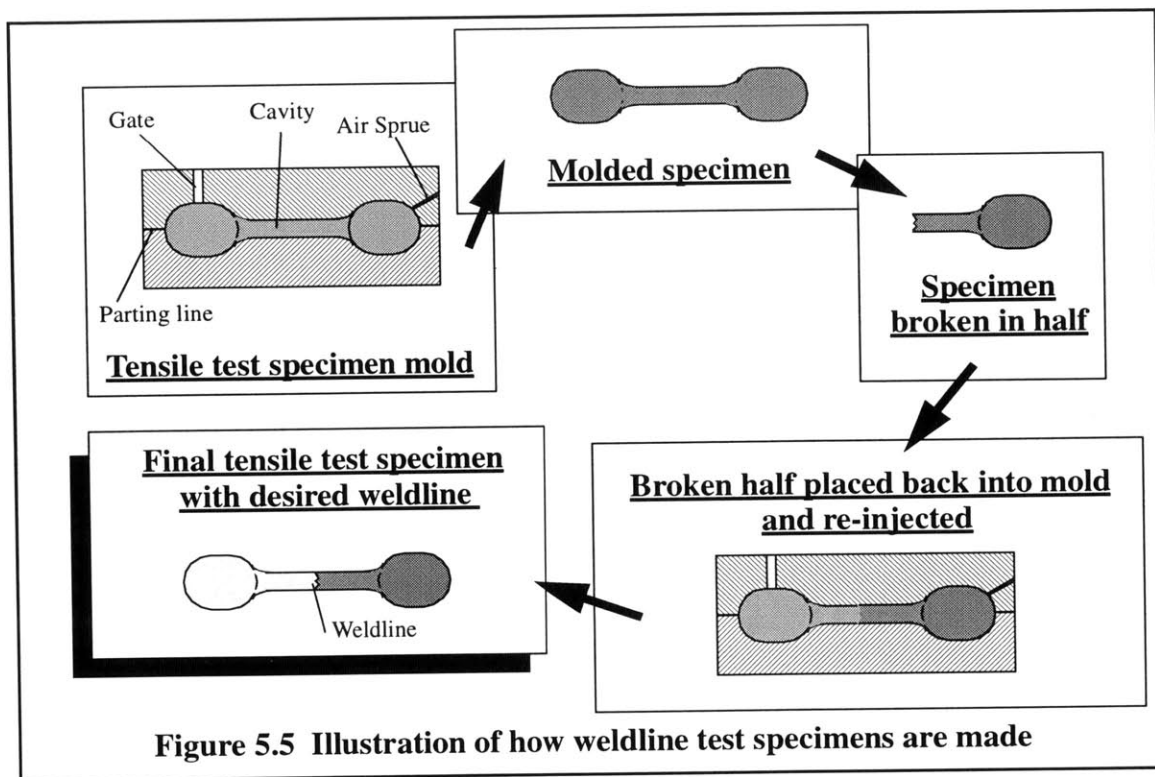 Gate
Cavity
Air Sprue
Parting line
Tensile test specimen mold
Molded specimen
Specimen
broken in half
Broken half placed back into mold
and re-injected
Final tensile test specimen
with desired weldline
Weldline
Figure 5.5 Illustration of how weldline test specimens are made